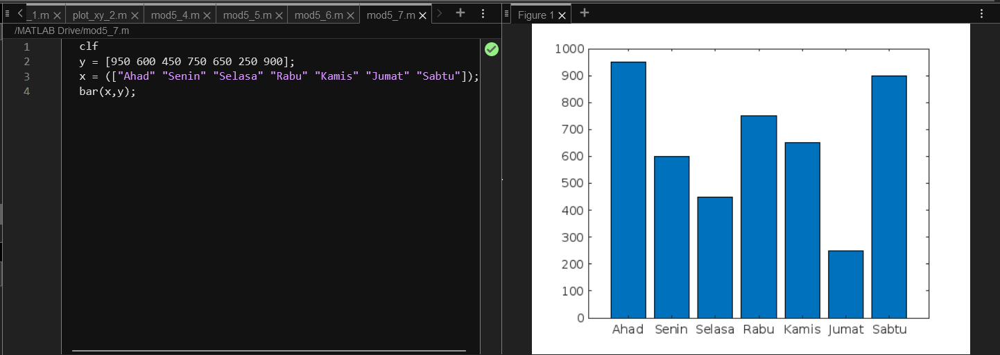 _1.m plot_xy_2.m mod5_4.m mod5_5.m mod5_6.m mod5_7.m
/MATLAB Drive/mod5_7.m
1 clf
2 y = [950 600 450 750 650 250 900];
3 x = (["Ahad" "Senin" "Selasa" "Rabu" "Kamis" "Jumat" "Sabtu"]);
4 bar(x,y);
Figure 1
1000
900
800
700
600
500
400
300
200
100
0
Ahad Senin Selasa Rabu Kamis Jumat Sabtu